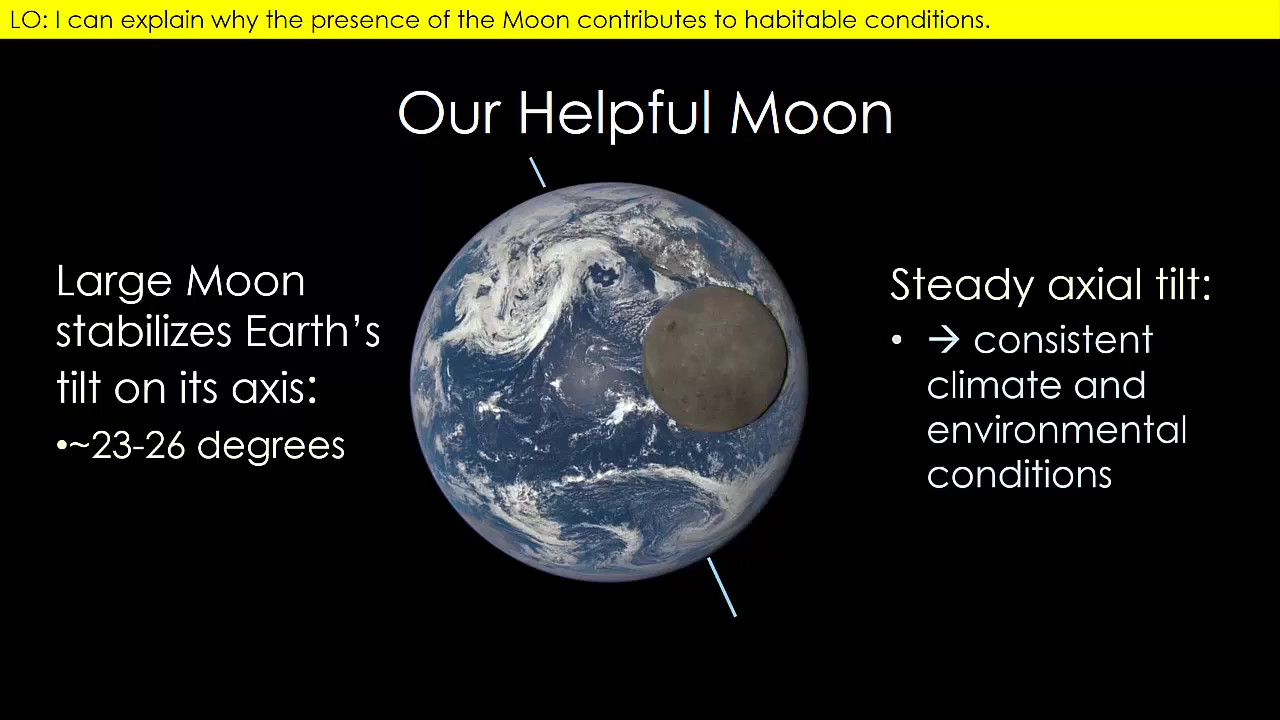 LO: I can explain why the presence of the Moon contributes to habitable conditions.
Our Helpful Moon
Large Moon
stabilizes Earth’s
tilt on its axis:
•~23-26 degrees
Steady axial tilt:
• → consistent
climate and
environmental
conditions